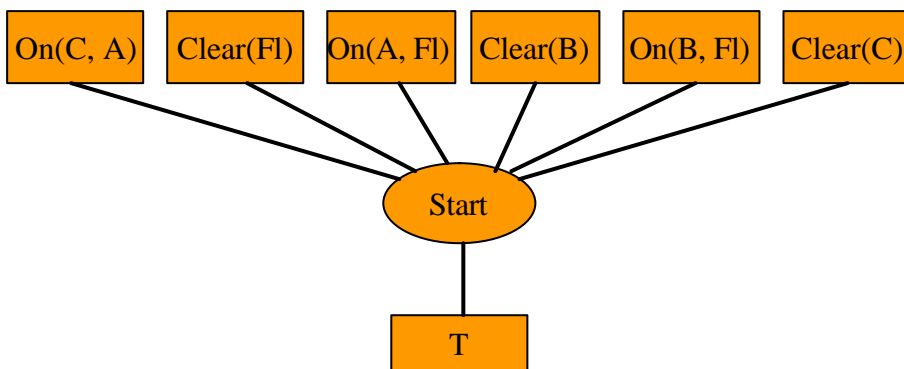 On(C, A)
Clear(Fl)
On(A, Fl)
Clear(B)
On(B, Fl)
Clear(C)
Start
T